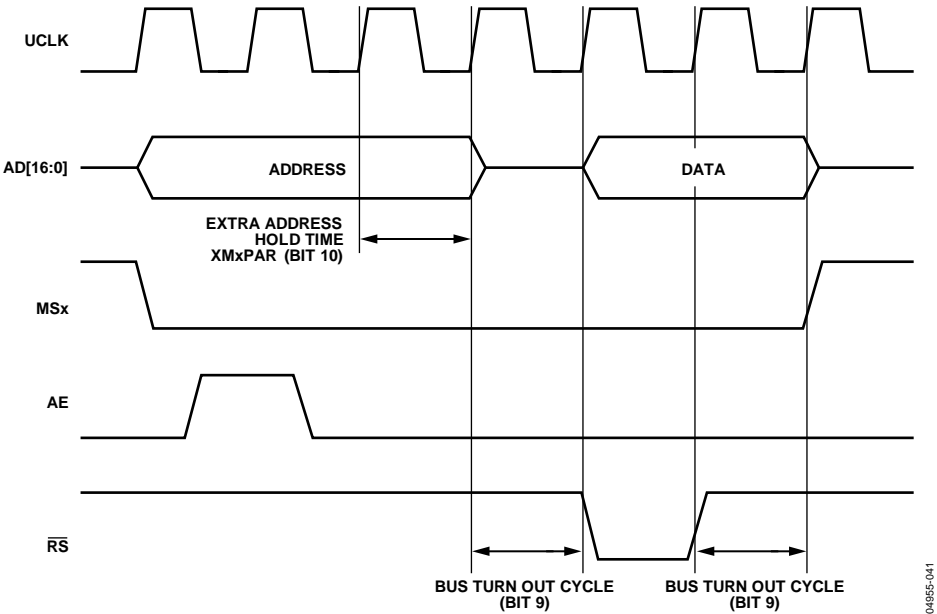 UCLK
AD[16:0]
ADDRESS
DATA
EXTRA ADDRESS
HOLD TIME
XMxPAR (BIT 10)
MSx
AE
RS
BUS TURN OUT CYCLE
(BIT 9)
BUS TURN OUT CYCLE
(BIT 9)
04955-041